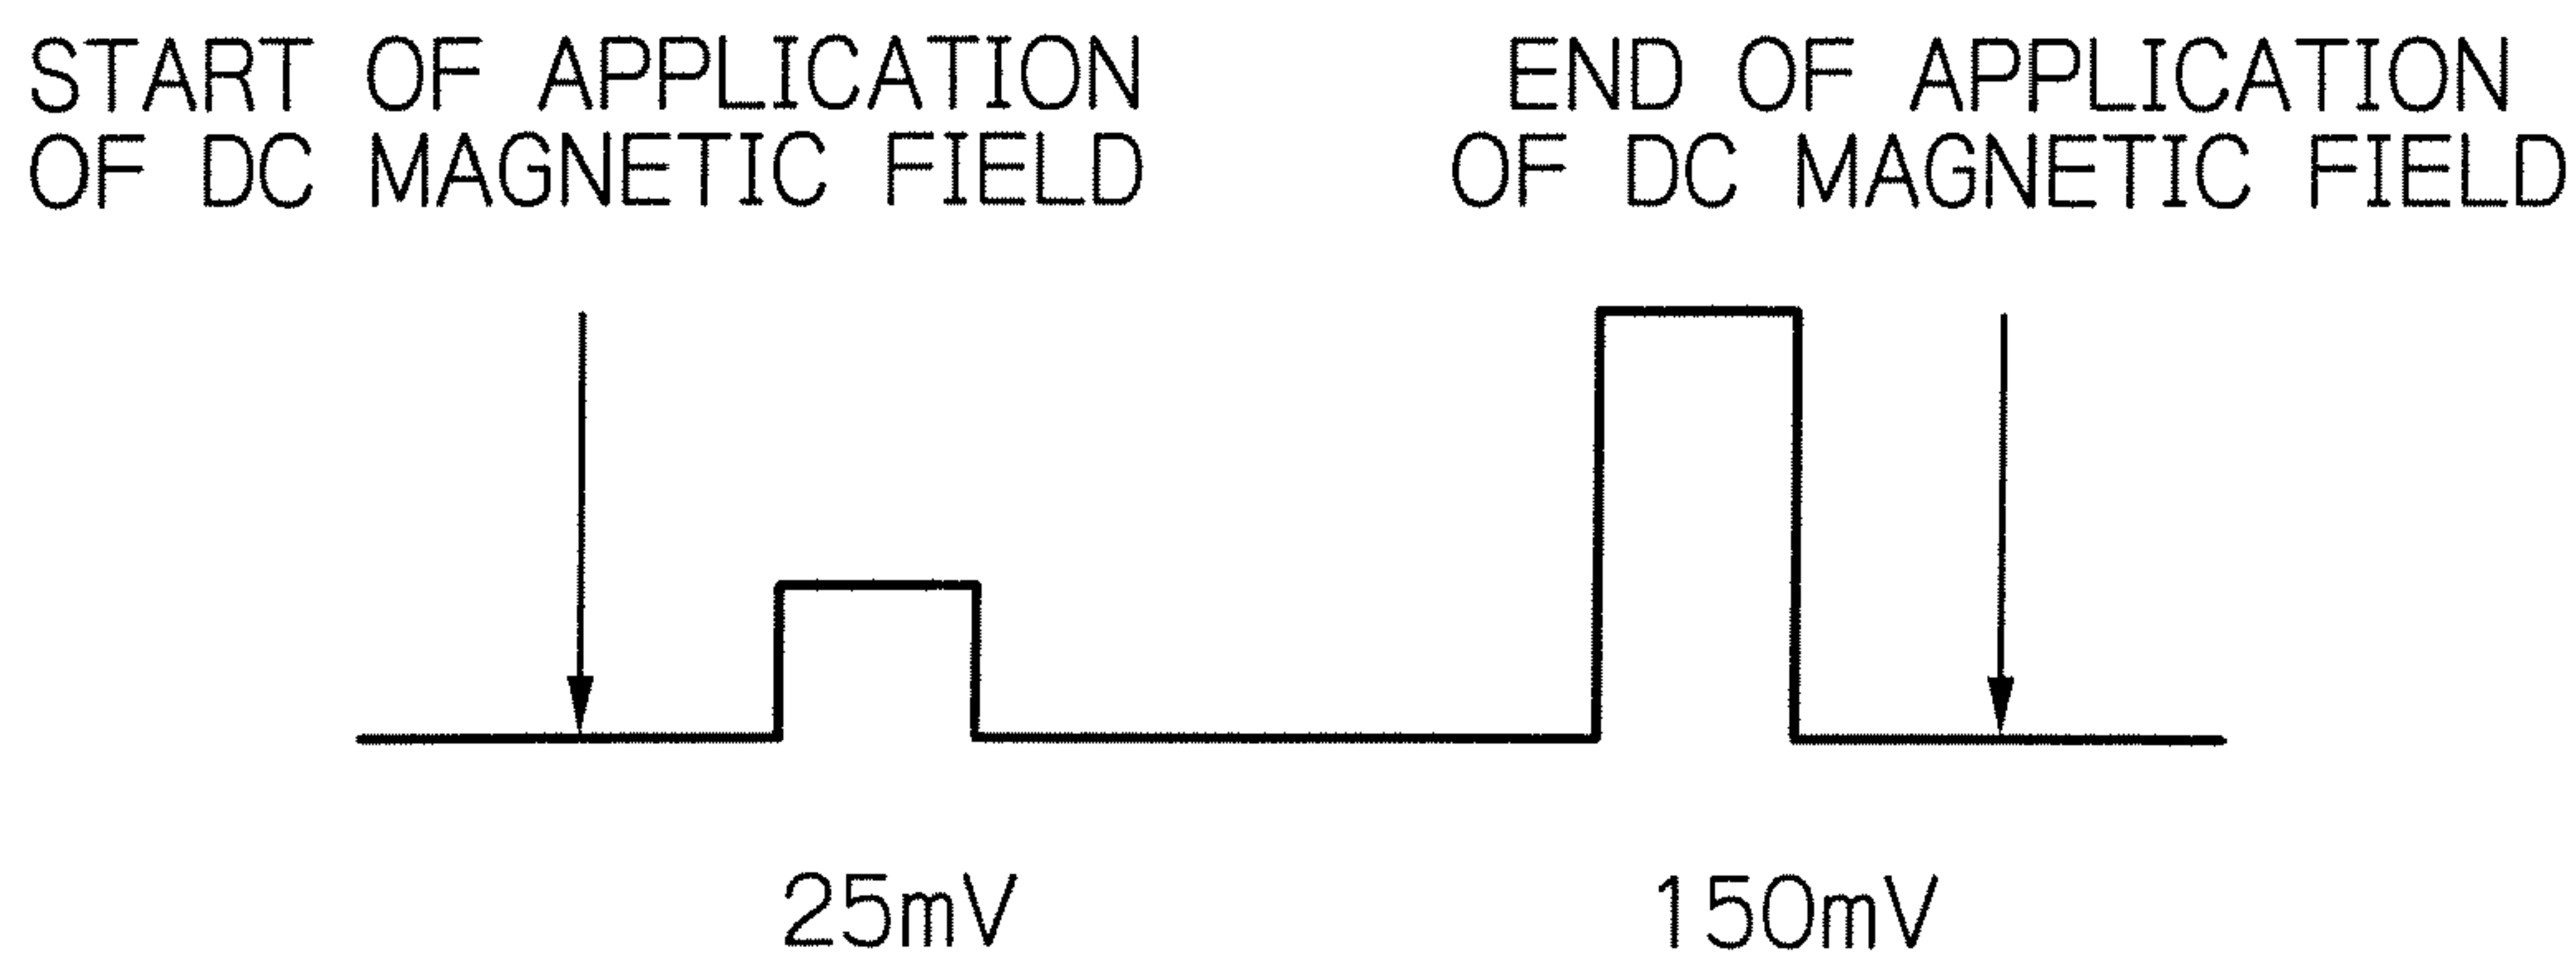 START OF APPLICATION
OF DC MAGNETIC FIELD
END OF APPLICATION
OF DC MAGNETIC FIELD
25mV
150mV